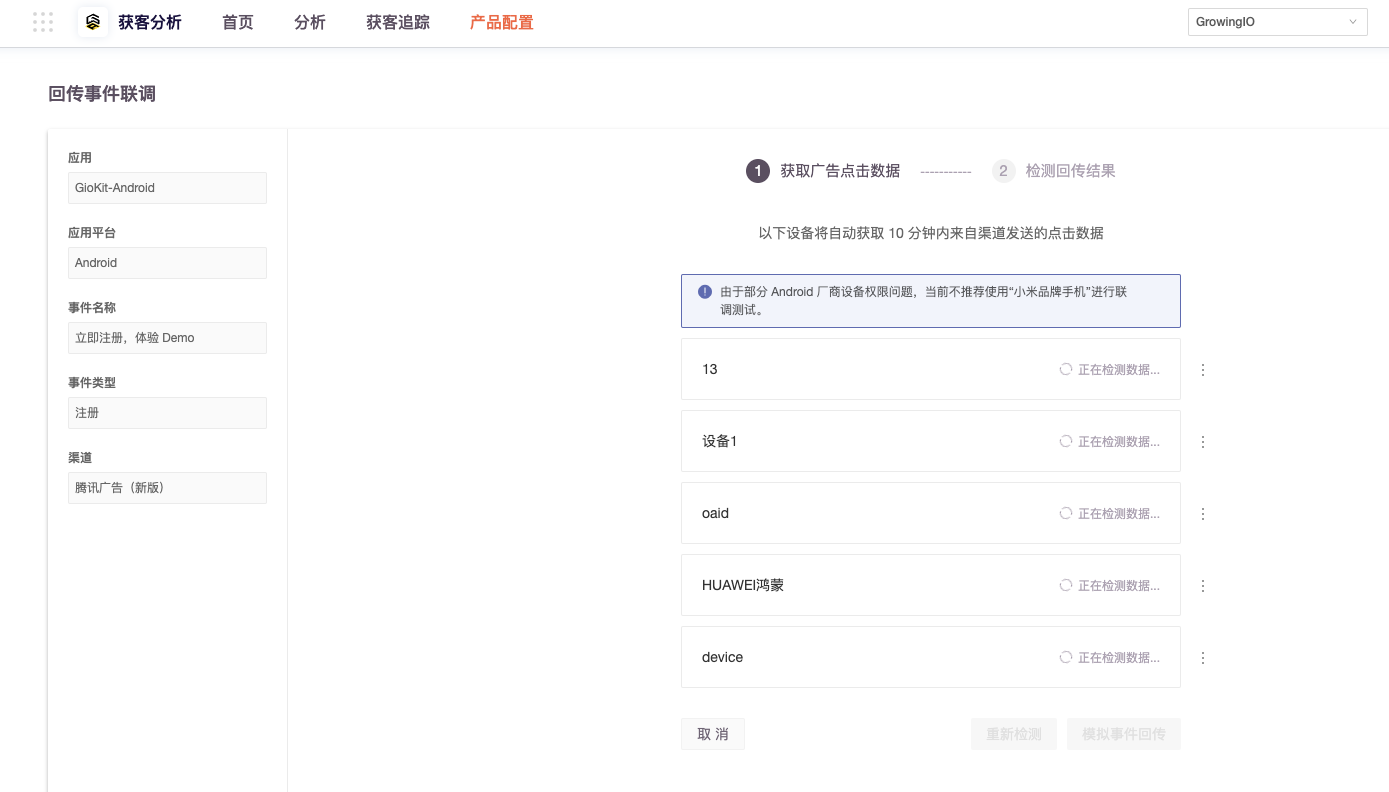 获客分析
首页
分析
获客追踪
产品配置
GrowingIO
回传事件联调
应用
GioKit-Android
应用平台
Android
事件名称
立即注册，体验 Demo
事件类型
注册
渠道
腾讯广告（新版）
1 获取广告点击数据 ----------- 2 检测回传结果
以下设备将自动获取 10 分钟内来自渠道发送的点击数据
由于部分 Android 厂商设备权限问题，当前不推荐使用“小米品牌手机”进行联
调测试。
13 正在检测数据...
设备1 正在检测数据...
oaid 正在检测数据...
HUAWEI鸿蒙 正在检测数据...
device 正在检测数据...
取 消
重新检测
模拟事件回传